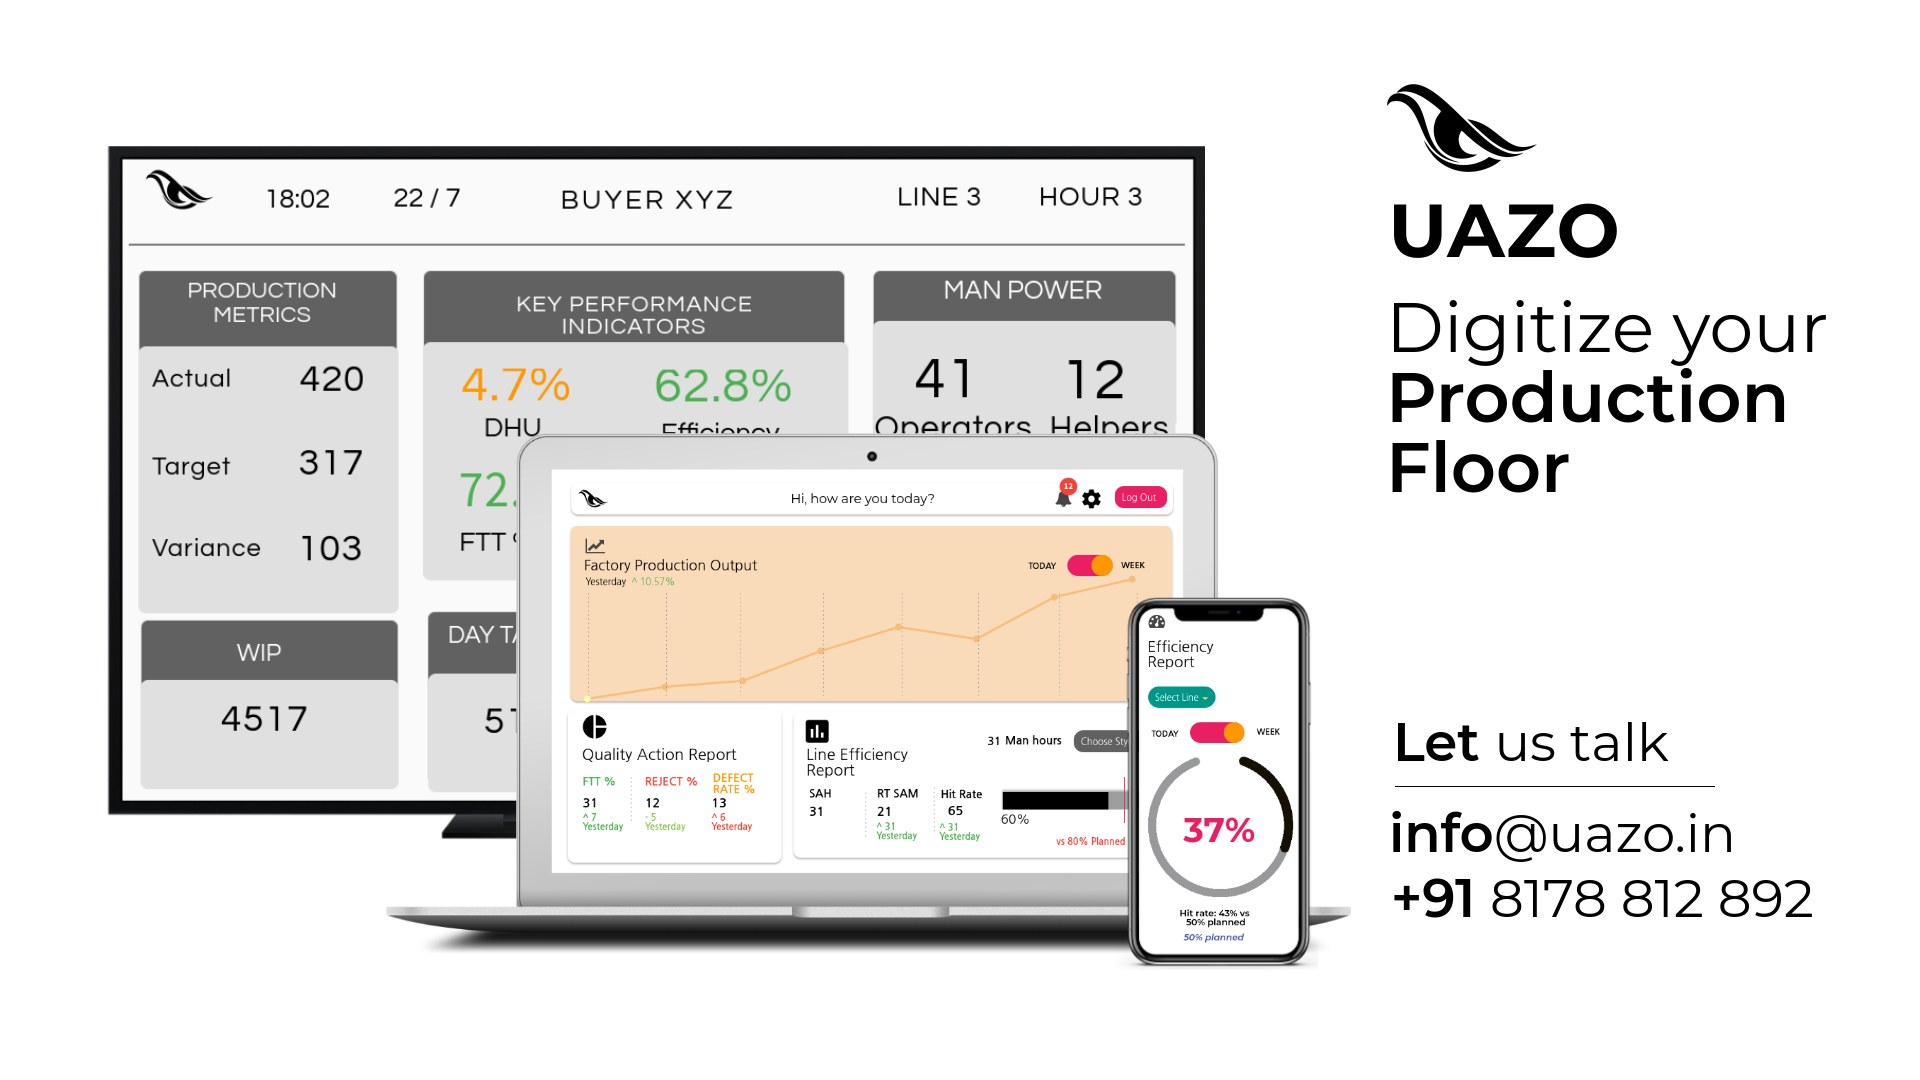 18:02
22 / 7
BUYER XYZ
LINE 3
HOUR 3
PRODUCTION
METRICS
Actual 420
Target 317
Variance 103
KEY PERFORMANCE
INDICATORS
4.7%
DHU
62.8%
Efficiency
72.
FTT
MAN POWER
41
Operators
12
Helpers
WIP
4517
DAY
Hi, how are you today?
12
Log Out
Factory Production Output
Yesterday ^ 10.57%
TODAY
WEEK
Quality Action Report
FTT %
31
^ 7
Yesterday
REJECT %
12
- 5
Yesterday
DEFECT
RATE %
13
^ 6
Yesterday
Line Efficiency
Report
31 Man hours
Choose
SAH
31
RT SAM
21
^ 31
Yesterday
Hit Rate
65
^ 31
Yesterday
60%
vs 80% Planned
Efficiency
Report
Select Line
TODAY
WEEK
37%
Hit rate: 43% vs
50% planned
50% planned
UAZO
Digitize your
Production
Floor
Let us talk
info@uazo.in
+91 8178 812 892